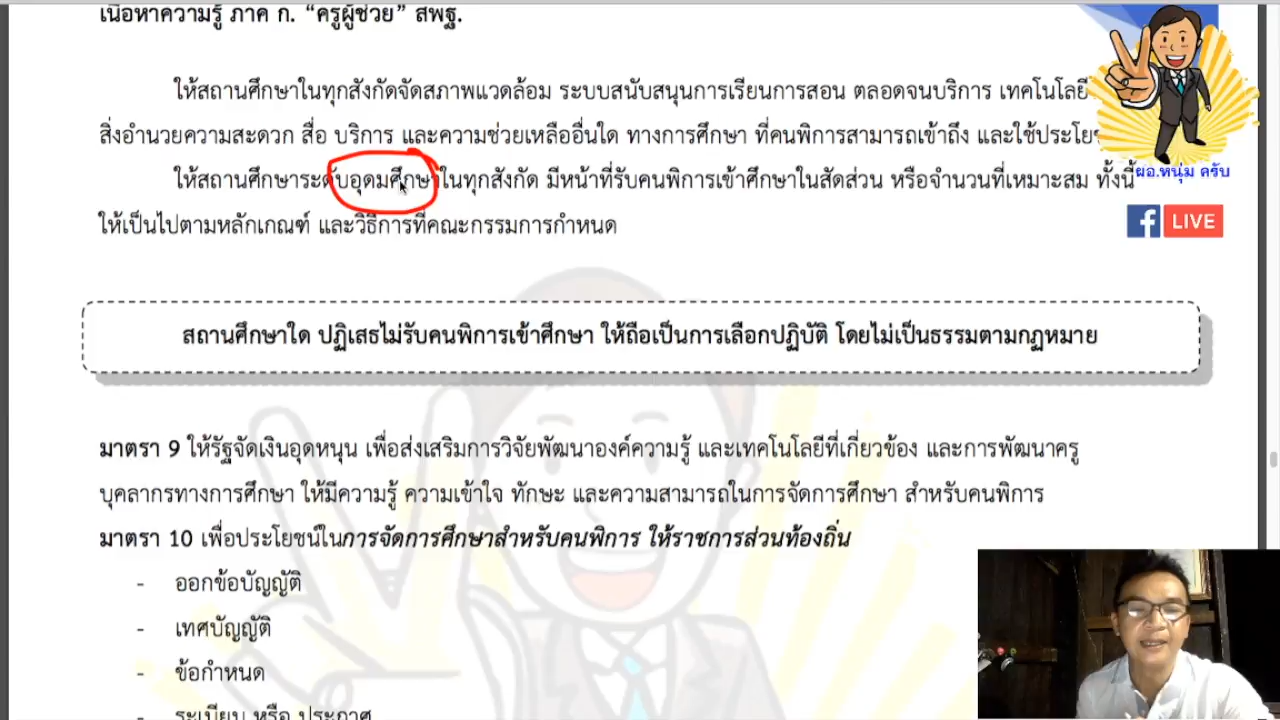 เนื้อหาความรู้ ภาค ก. “ครูผู้ช่วย” สพฐ.
ให้สถานศึกษาในทุกสังกัดจัดสภาพแวดล้อม ระบบสนับสนุนการเรียนการสอน ตลอดจนบริการ เทคโนโลยี
สิ่งอำนวยความสะดวก สื่อ บริการ และความช่วยเหลืออื่นใด ทางการศึกษา ที่คนพิการสามารถเข้าถึง และใช้ประโย
ให้สถานศึกษาระดับอุดมศึกษาในทุกสังกัด มีหน้าที่รับคนพิการเข้าศึกษาในสัดส่วน หรือจำนวนที่เหมาะสม ทั้งนี้
ผอ.หนุ่ม ครับ
ให้เป็นไปตามหลักเกณฑ์ และวิธีการที่คณะกรรมการกำหนด
f LIVE
สถานศึกษาใด ปฏิเสธไม่รับคนพิการเข้าศึกษา ให้ถือเป็นการเลือกปฏิบัติ โดยไม่เป็นธรรมตามกฏหมาย
มาตรา 9 ให้รัฐจัดเงินอุดหนุน เพื่อส่งเสริมการวิจัยพัฒนาองค์ความรู้ และเทคโนโลยีที่เกี่ยวข้อง และการพัฒนาครู
บุคลากรทางการศึกษา ให้มีความรู้ ความเข้าใจ ทักษะ และความสามารถในการจัดการศึกษา สำหรับคนพิการ
มาตรา 10 เพื่อประโยชน์ในการจัดการศึกษาสำหรับคนพิการ ให้ราชการส่วนท้องถิ่น
- ออกข้อบัญญัติ
- เทศบัญญัติ
- ข้อกำหนด
- ระเบียบ หรือ ประกาศ